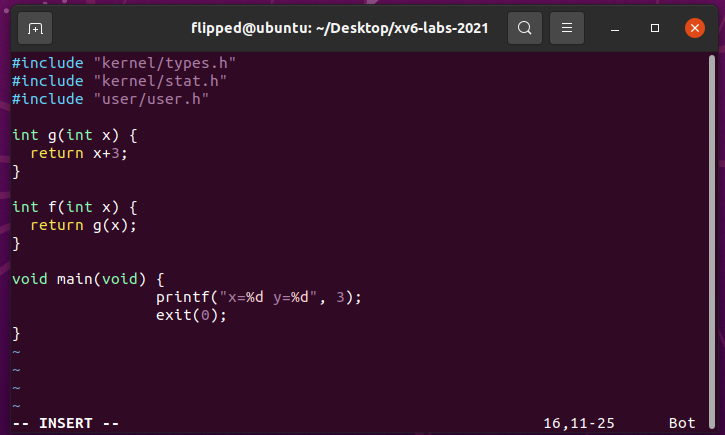 flipped@ubuntu: ~/Desktop/xv6-labs-2021
#include "kernel/types.h"
#include "kernel/stat.h"
#include "user/user.h"

int g(int x) {
  return x+3;
}

int f(int x) {
  return g(x);
}

void main(void) {
                printf("x=%d y=%d", 3);
                exit(0);
}
~
~
~
~
-- INSERT --                                               16,11-25      Bot